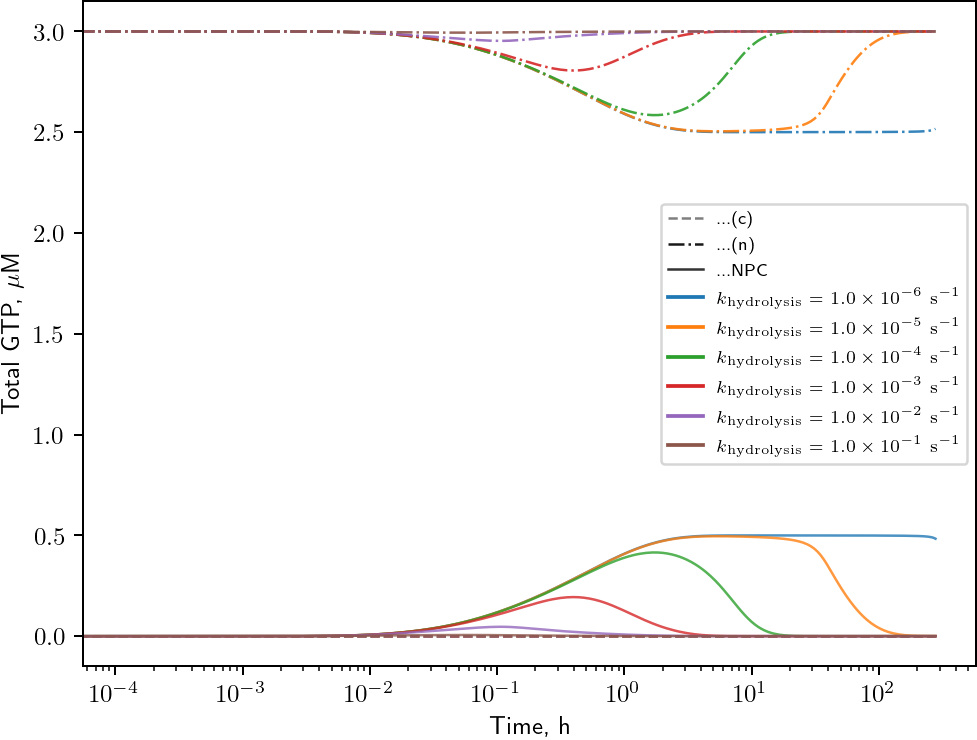 3.0
2.5
2.0
1.5
1.0
0.5
0.0
Total GTP, μM
...(c)
...(n)
...NPC
k_hydrolysis = 1.0 × 10⁻⁶ s⁻¹
k_hydrolysis = 1.0 × 10⁻⁵ s⁻¹
k_hydrolysis = 1.0 × 10⁻⁴ s⁻¹
k_hydrolysis = 1.0 × 10⁻³ s⁻¹
k_hydrolysis = 1.0 × 10⁻² s⁻¹
k_hydrolysis = 1.0 × 10⁻¹ s⁻¹
10⁻⁴ 10⁻³ 10⁻² 10⁻¹ 10⁰ 10¹ 10²
Time, h